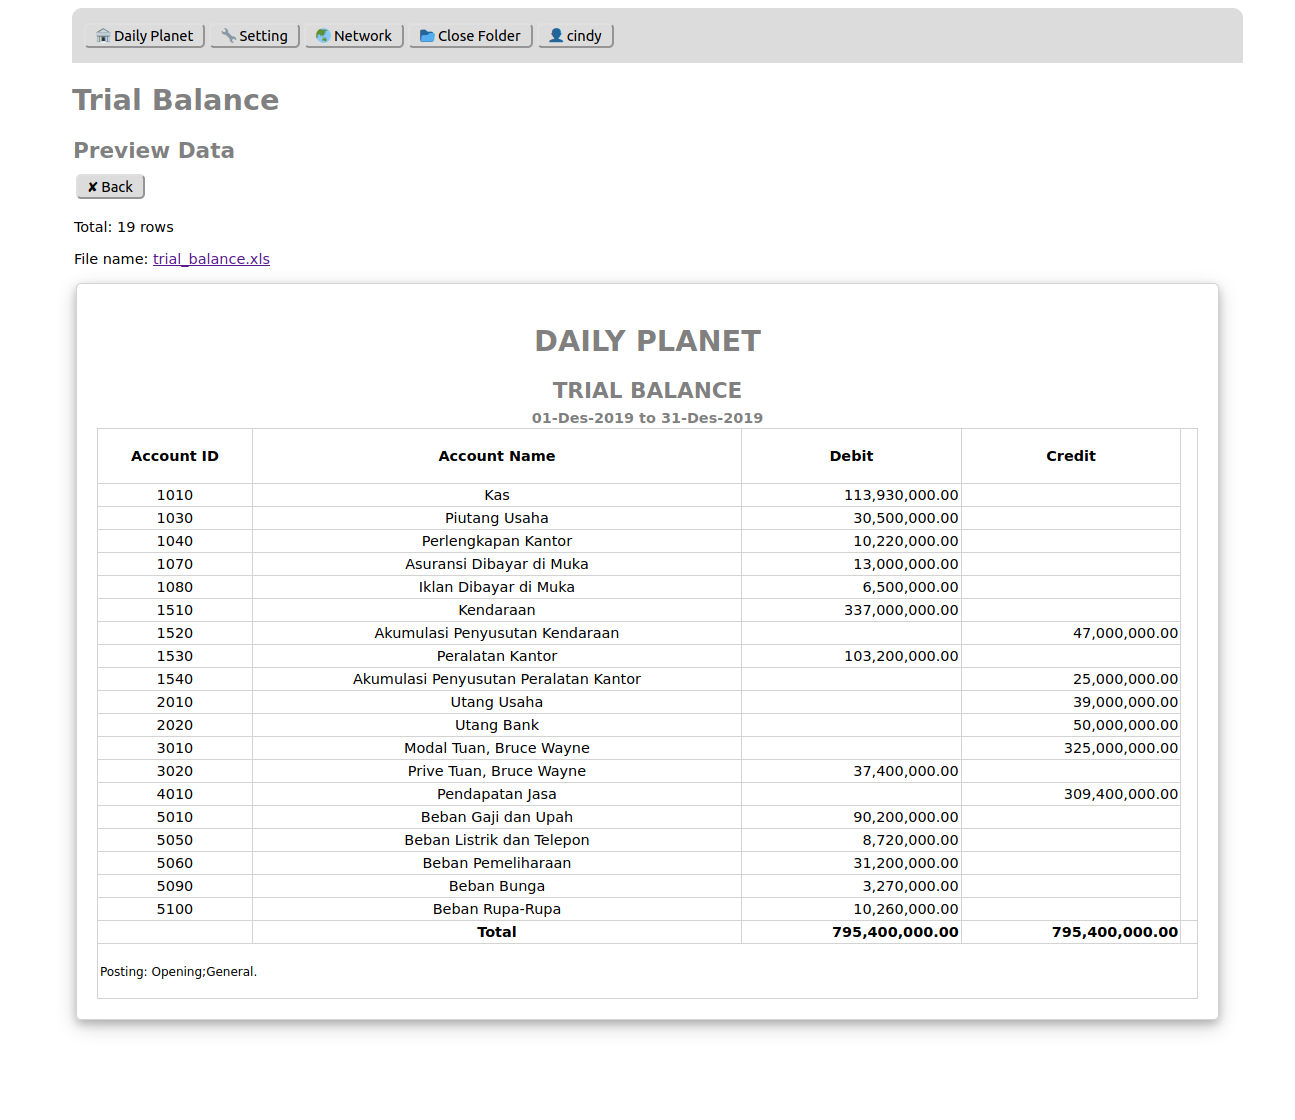 Daily Planet Setting Network Close Folder cindy
Trial Balance
Preview Data
✘ Back
Total: 19 rows
File name: trial_balance.xls
DAILY PLANET
TRIAL BALANCE
01-Des-2019 to 31-Des-2019
Account ID Account Name Debit Credit
1010 Kas 113,930,000.00
1030 Piutang Usaha 30,500,000.00
1040 Perlengkapan Kantor 10,220,000.00
1070 Asuransi Dibayar di Muka 13,000,000.00
1080 Iklan Dibayar di Muka 6,500,000.00
1510 Kendaraan 337,000,000.00
1520 Akumulasi Penyusutan Kendaraan 47,000,000.00
1530 Peralatan Kantor 103,200,000.00
1540 Akumulasi Penyusutan Peralatan Kantor 25,000,000.00
2010 Utang Usaha 39,000,000.00
2020 Utang Bank 50,000,000.00
3010 Modal Tuan, Bruce Wayne 325,000,000.00
3020 Prive Tuan, Bruce Wayne 37,400,000.00
4010 Pendapatan Jasa 309,400,000.00
5010 Beban Gaji dan Upah 90,200,000.00
5050 Beban Listrik dan Telepon 8,720,000.00
5060 Beban Pemeliharaan 31,200,000.00
5090 Beban Bunga 3,270,000.00
5100 Beban Rupa-Rupa 10,260,000.00
Total 795,400,000.00 795,400,000.00
Posting: Opening;General.